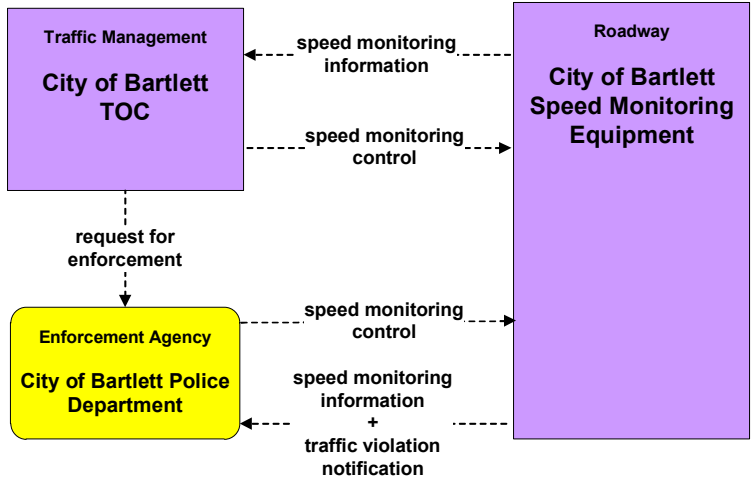 Traffic Management
City of Bartlett
TOC
speed monitoring
information
speed monitoring
control
Roadway
City of Bartlett
Speed Monitoring
Equipment
request for
enforcement
Enforcement Agency
City of Bartlett Police
Department
speed monitoring
control
speed monitoring
information
+
traffic violation
notification